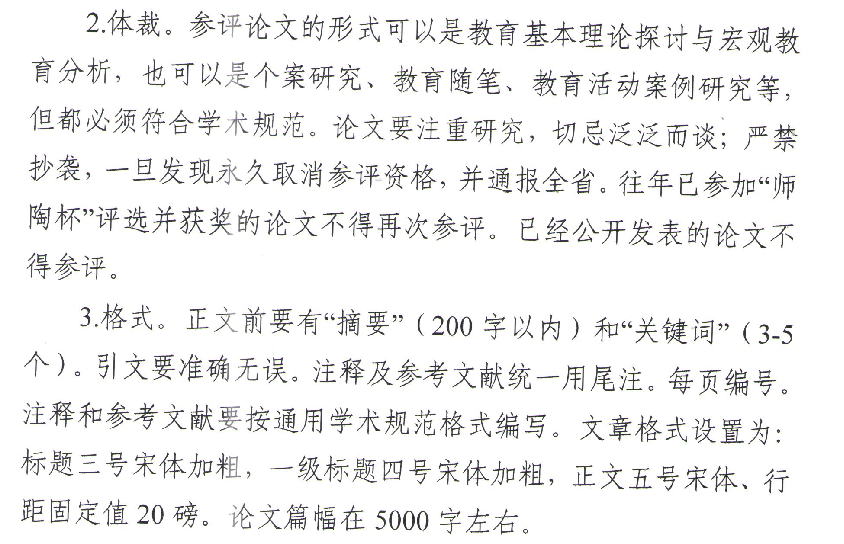 2.体裁。参评论文的形式可以是教育基本理论探讨与宏观教
育分析，也可以是个案研究、教育随笔、教育活动案例研究等，
但都必须符合学术规范。论文要注重研究，切忌泛泛而谈；严禁
抄袭，一旦发现永久取消参评资格，并通报全省。往年已参加“师
陶杯”评选并获奖的论文不得再次参评。已经公开发表的论文不
得参评。
3.格式。正文前要有“摘要”（200 字以内）和“关键词”（3-5
个）。引文要准确无误。注释及参考文献统一用尾注。每页编号。
注释和参考文献要按通用学术规范格式编写。文章格式设置为：
标题三号宋体加粗，一级标题四号宋体加粗，正文五号宋体、行
距固定值 20 磅。论文篇幅在 5000 字左右。